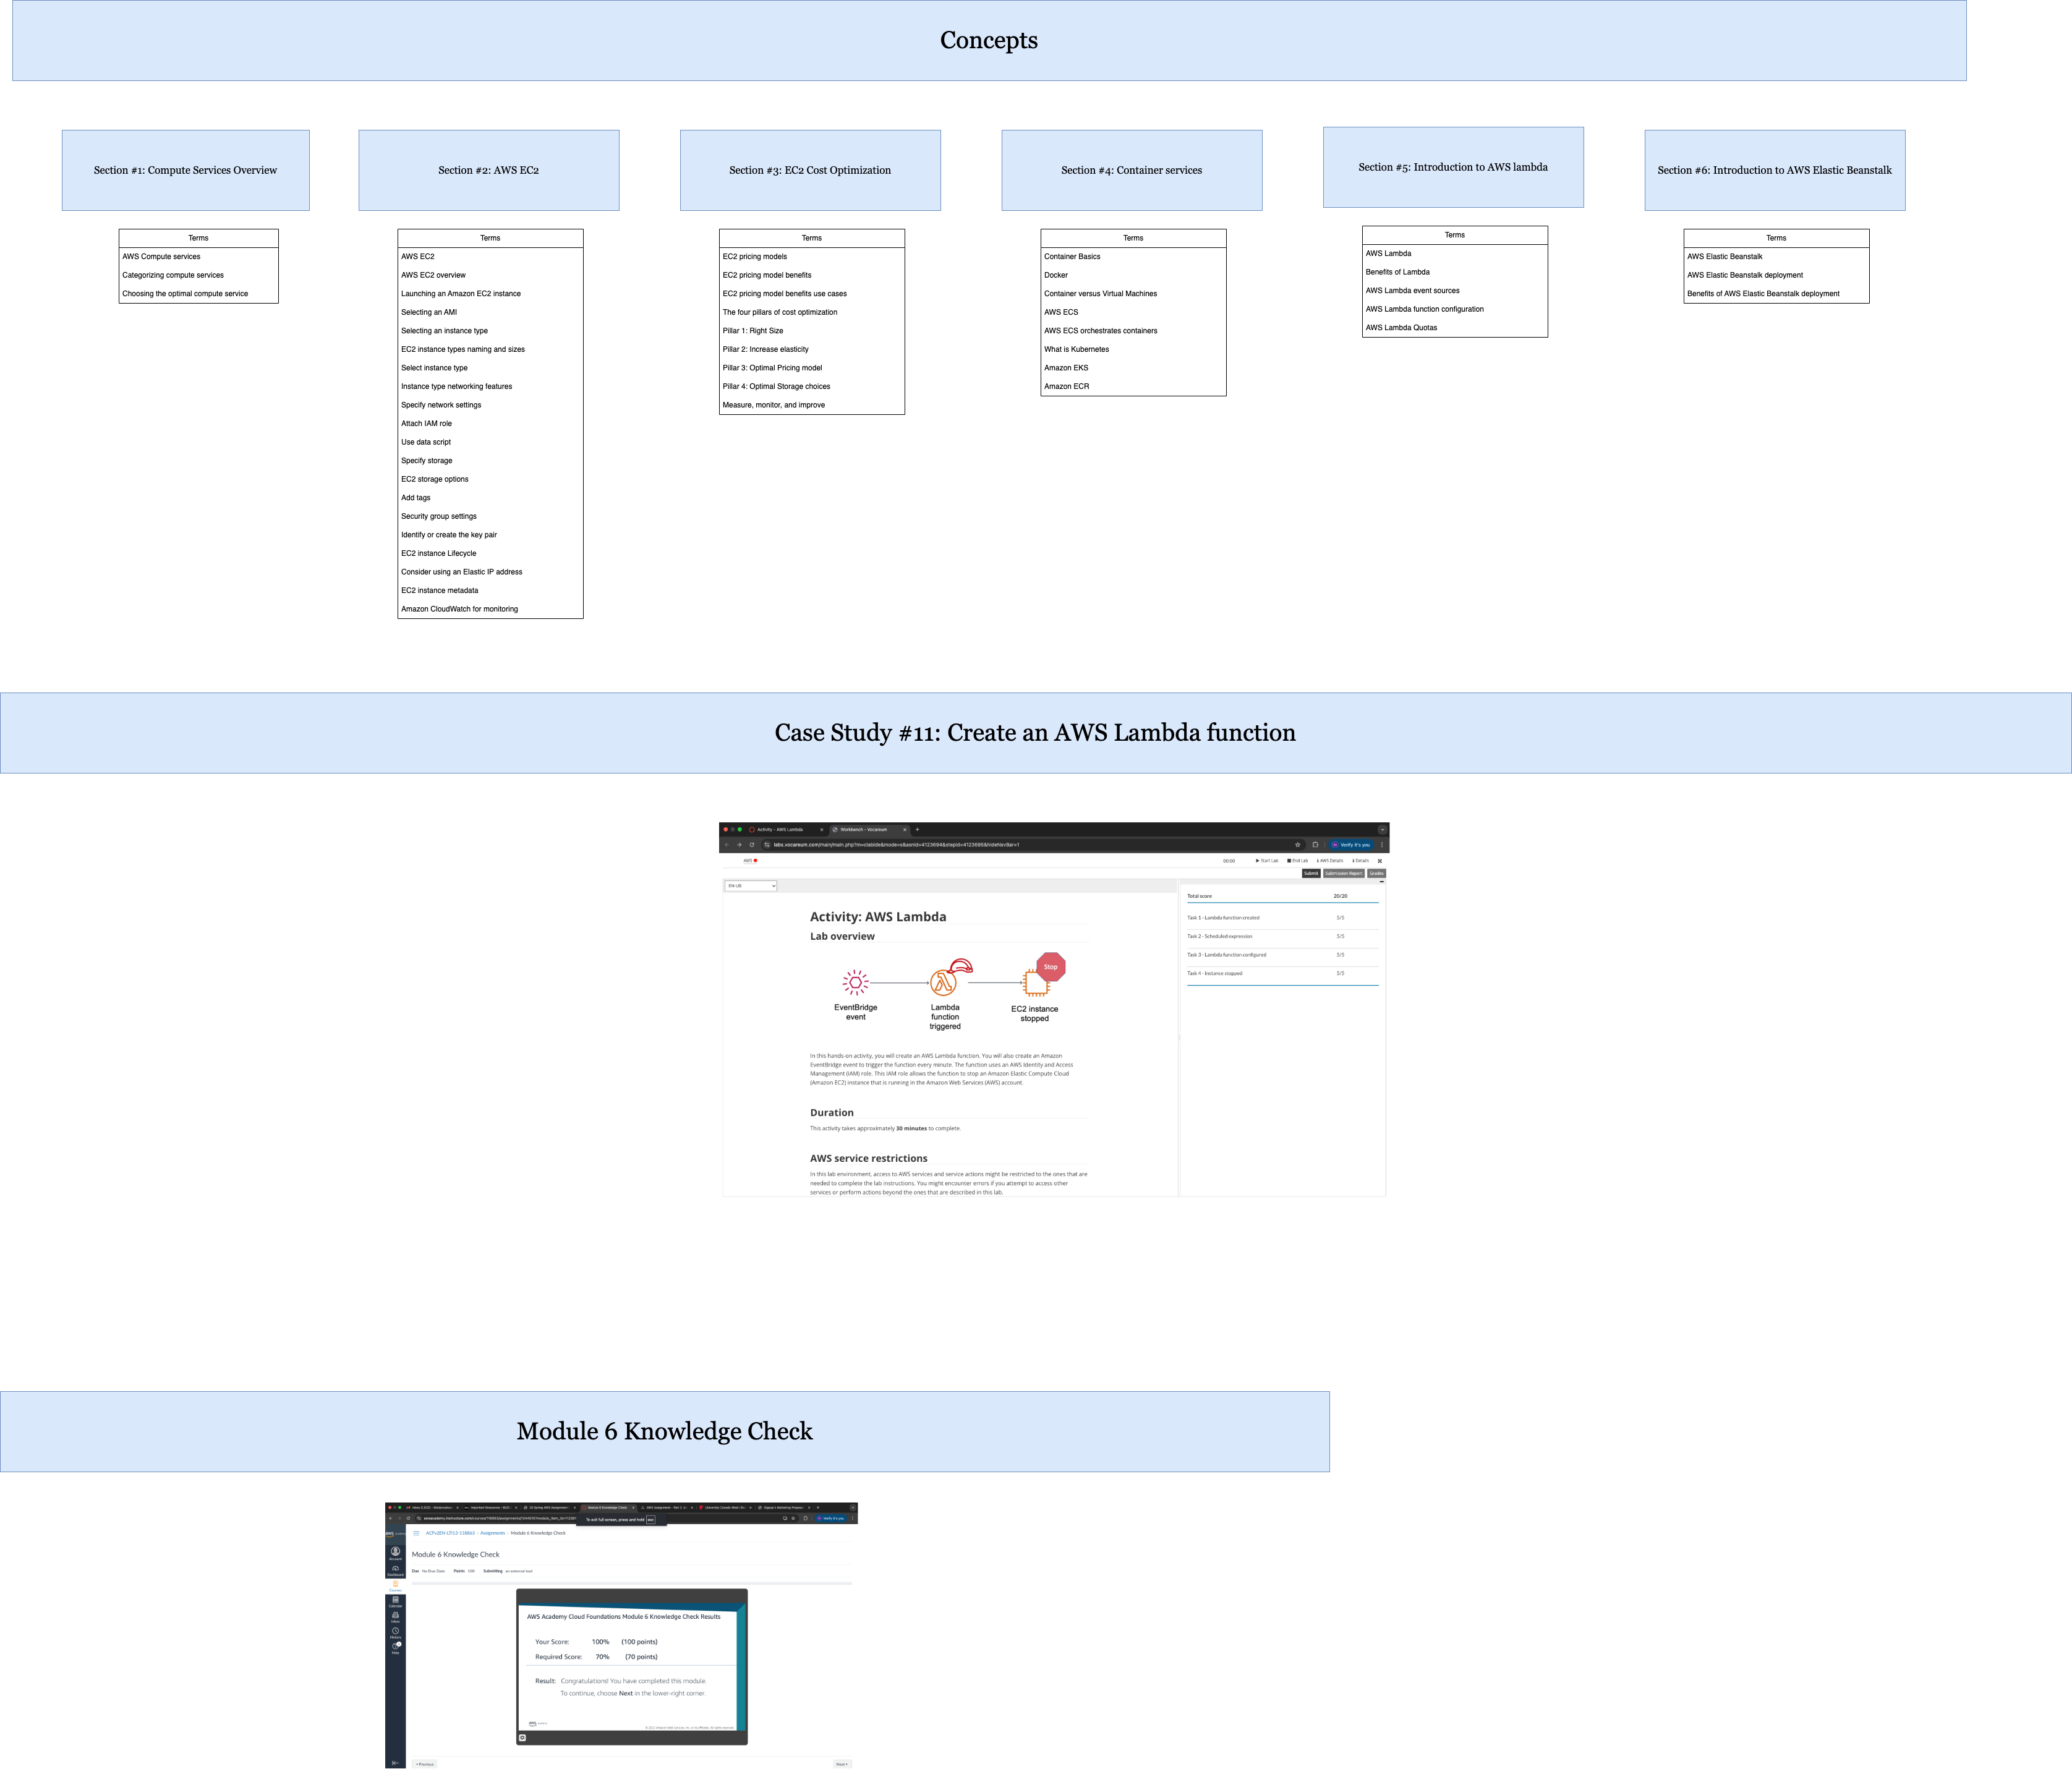 Concepts
Section #1: Compute Services Overview
Terms
AWS Compute services
Categorizing compute services
Choosing the optimal compute service
Section #2: AWS EC2
Terms
AWS EC2
AWS EC2 overview
Launching an Amazon EC2 instance
Selecting an AMI
Selecting an instance type
EC2 instance types naming and sizes
Select instance type
Instance type networking features
Specify network settings
Attach IAM role
Use data script
Specify storage
EC2 storage options
Add tags
Security group settings
Identify or create the key pair
EC2 instance Lifecycle
Consider using an Elastic IP address
EC2 instance metadata
Amazon CloudWatch for monitoring
Section #3: EC2 Cost Optimization
Terms
EC2 pricing models
EC2 pricing model benefits
EC2 pricing model benefits use cases
The four pillars of cost optimization
Pillar 1: Right Size
Pillar 2: Increase elasticity
Pillar 3: Optimal Pricing model
Pillar 4: Optimal Storage choices
Measure, monitor, and improve
Section #4: Container services
Terms
Container Basics
Docker
Container versus Virtual Machines
AWS ECS
AWS ECS orchestrates containers
What is Kubernetes
Amazon EKS
Amazon ECR
Section #5: Introduction to AWS lambda
Terms
AWS Lambda
Benefits of Lambda
AWS Lambda event sources
AWS Lambda function configuration
AWS Lambda Quotas
Section #6: Introduction to AWS Elastic Beanstalk
Terms
AWS Elastic Beanstalk
AWS Elastic Beanstalk deployment
Benefits of AWS Elastic Beanstalk deployment
Case Study #11: Create an AWS Lambda function
Activity - AWS Lambda
Workbench - Vocareum
Verify it's you
AWS
00:00
Start Lab
End Lab
AWS Details
Details
Submit
Submission Report
Grades
EN-US
Activity: AWS Lambda
Lab overview
EventBridge
event
Lambda
function
triggered
Stop
EC2 instance
stopped
In this hands-on activity, you will create an AWS Lambda function. You will also create an Amazon
EventBridge event to trigger the function every minute. The function uses an AWS Identity and Access
Management (IAM) role. This IAM role allows the function to stop an Amazon Elastic Compute Cloud
(Amazon EC2) instance that is running in the Amazon Web Services (AWS) account.
Duration
This activity takes approximately 30 minutes to complete.
AWS service restrictions
In this lab environment, access to AWS services and service actions might be restricted to the ones that are
needed to complete the lab instructions. You might encounter errors if you attempt to access other
services or perform actions beyond the ones that are described in this lab.
Total score 20/20
Task 1 - Lambda function created 5/5
Task 2 - Scheduled expression 5/5
Task 3 - Lambda function configured 5/5
Task 4 - Instance stopped 5/5
Module 6 Knowledge Check
Module 6 Knowledge Check
To exit full screen, press and hold esc
Verify it's you
Assignments
Module 6 Knowledge Check
Account
Dashboard
Courses
Calendar
Inbox
History
Help
Module 6 Knowledge Check
Due No Due Date Points 100 Submitting an external tool
AWS Academy Cloud Foundations Module 6 Knowledge Check Results
Your Score: 100% (100 points)
Required Score: 70% (70 points)
Result: Congratulations! You have completed this module.
To continue, choose Next in the lower-right corner.
Previous
Next